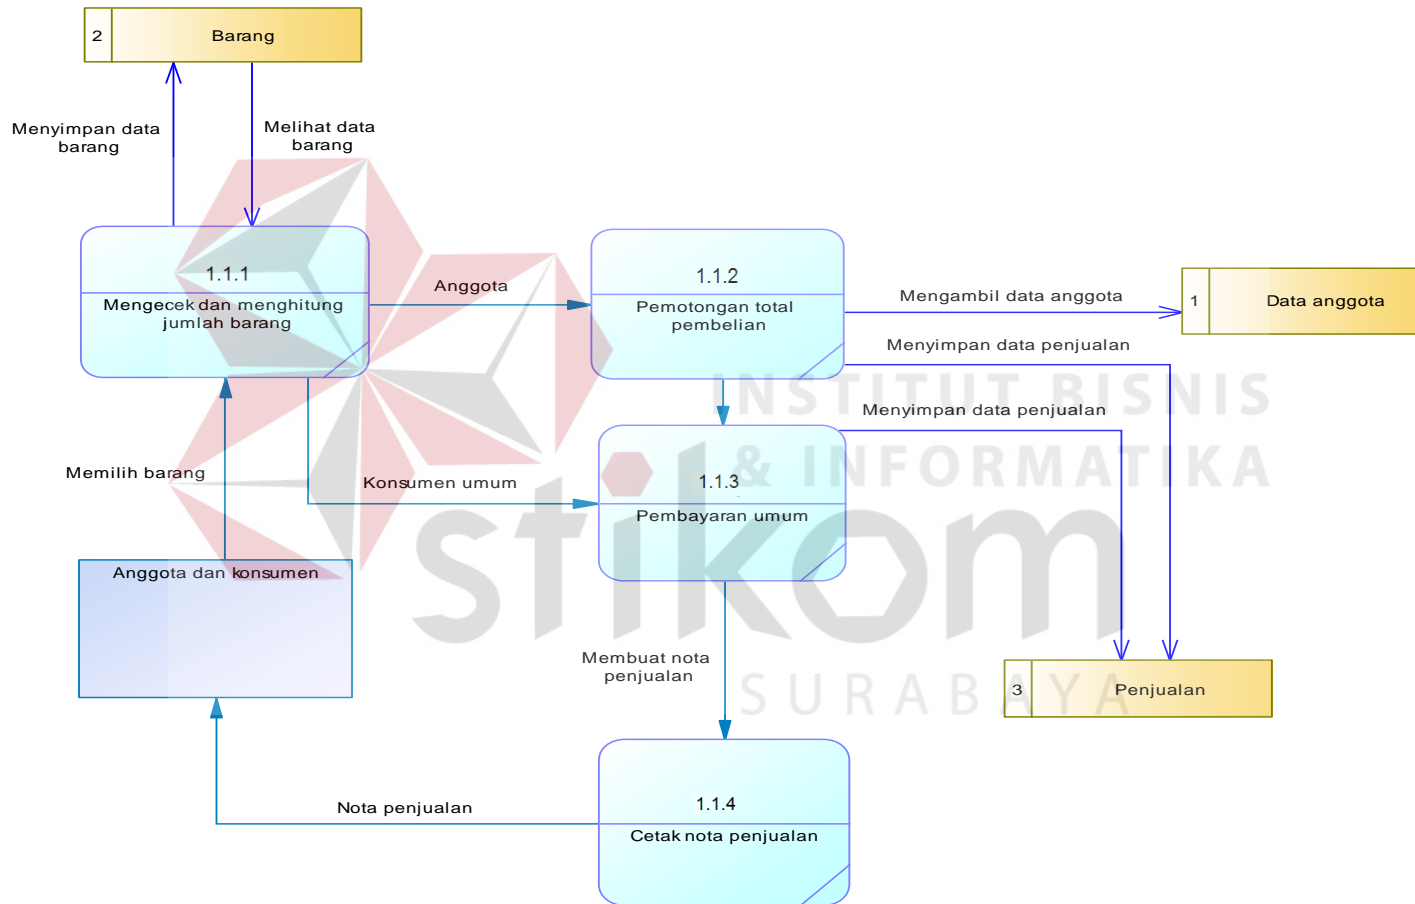 2
Barang
Menyimpan data
barang
Melihat data
barang
1.1.1
Mengecek dan menghitung
jumlah barang
Anggota
1.1.2
Pemotongan total
pembelian
Mengambil data anggota
1
Data anggota
Menyimpan data penjualan
Menyimpan data penjualan
INSTITUT BISNIS
& INFORMATIKA
stikom
SURABAYA
Memilih barang
Konsumen umum
1.1.3
Pembayaran umum
Anggota dan konsumen
Membuat nota
penjualan
3
Penjualan
Nota penjualan
1.1.4
Cetak nota penjualan